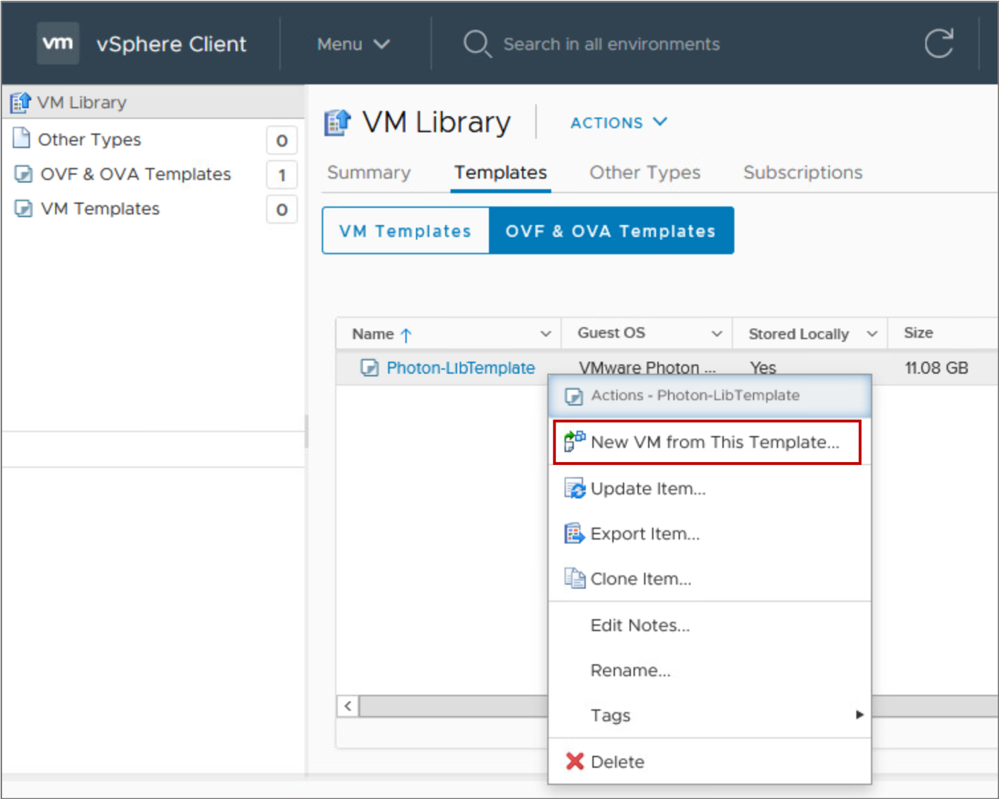 vm vSphere Client Menu Search in all environments
VM Library
Other Types 0
OVF & OVA Templates 1
VM Templates 0
VM Library ACTIONS
Summary Templates Other Types Subscriptions
VM Templates OVF & OVA Templates
Name Guest OS Stored Locally Size
Photon-LibTemplate VMware Photon ... Yes 11.08 GB
Actions - Photon-LibTemplate
New VM from This Template...
Update Item...
Export Item...
Clone Item...
Edit Notes...
Rename...
Tags
Delete